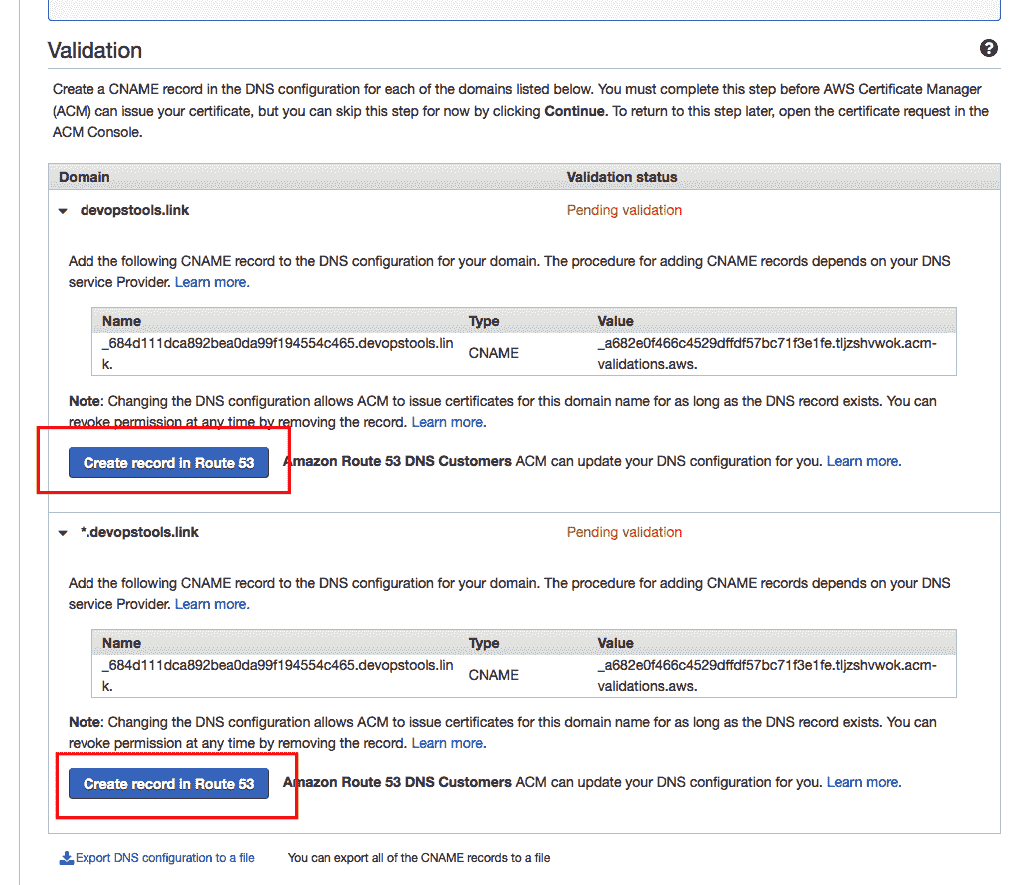 Validation
?
Create a CNAME record in the DNS configuration for each of the domains listed below. You must complete this step before AWS Certificate Manager
(ACM) can issue your certificate, but you can skip this step for now by clicking Continue. To return to this step later, open the certificate request in the
ACM Console.
Domain Validation status
devopstools.link Pending validation
Add the following CNAME record to the DNS configuration for your domain. The procedure for adding CNAME records depends on your DNS
service Provider. Learn more.
Name Type Value
_684d111dca892bea0da99f194554c465.devopstools.lin
k.
CNAME
_a682e0f466c4529dffdf57bc71f3e1fe.tljzshvwok.acm-
validations.aws.
Note: Changing the DNS configuration allows ACM to issue certificates for this domain name for as long as the DNS record exists. You can
revoke permission at any time by removing the record. Learn more.
Create record in Route 53 Amazon Route 53 DNS Customers ACM can update your DNS configuration for you. Learn more.
*.devopstools.link Pending validation
Add the following CNAME record to the DNS configuration for your domain. The procedure for adding CNAME records depends on your DNS
service Provider. Learn more.
Name Type Value
_684d111dca892bea0da99f194554c465.devopstools.lin
k.
CNAME
_a682e0f466c4529dffdf57bc71f3e1fe.tljzshvwok.acm-
validations.aws.
Note: Changing the DNS configuration allows ACM to issue certificates for this domain name for as long as the DNS record exists. You can
revoke permission at any time by removing the record. Learn more.
Create record in Route 53 Amazon Route 53 DNS Customers ACM can update your DNS configuration for you. Learn more.
Export DNS configuration to a file You can export all of the CNAME records to a file